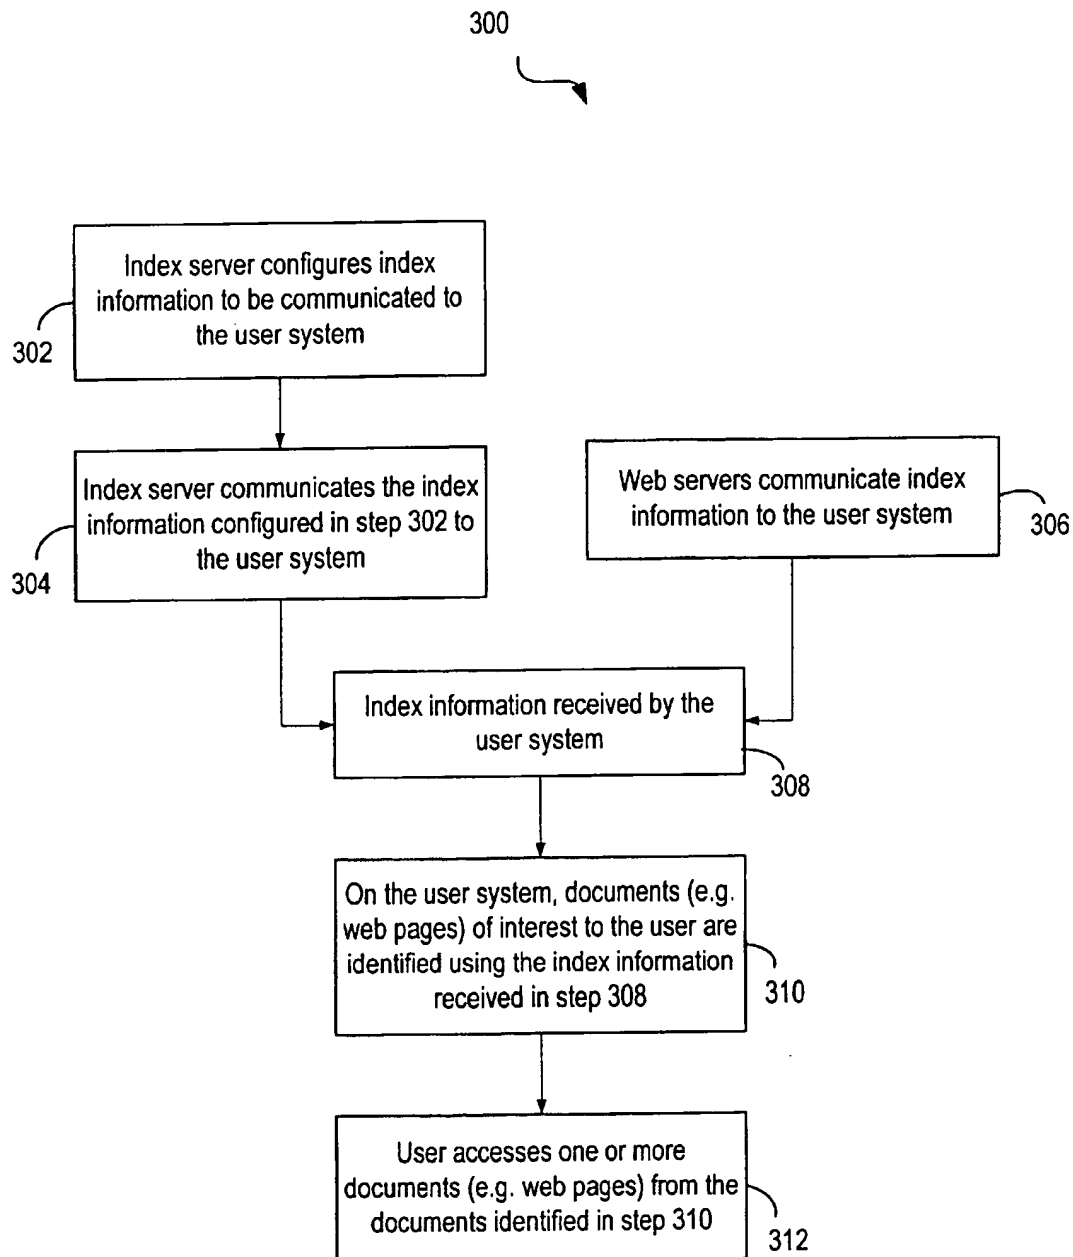 300
Index server configures index
information to be communicated to
the user system
302
Index server communicates the index
information configured in step 302 to
the user system
304
Web servers communicate index
information to the user system
306
Index information received by the
user system
308
On the user system, documents (e.g.
web pages) of interest to the user are
identified using the index information
received in step 308
310
User accesses one or more
documents (e.g. web pages) from the
documents identified in step 310
312